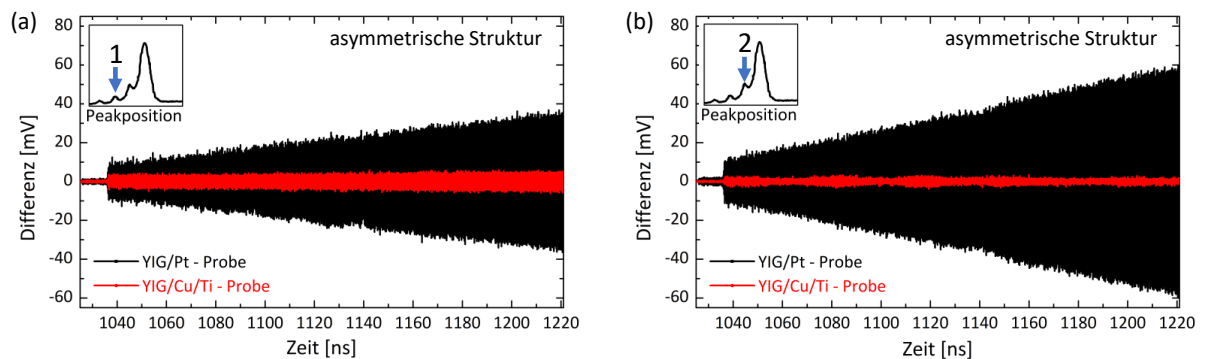 (a)
asymmetrische Struktur
1
Peakposition
80
60
40
20
0
-20
-40
-60
Differenz [mV]
YIG/Pt - Probe
YIG/Cu/Ti - Probe
1040 1060 1080 1100 1120 1140 1160 1180 1200 1220
Zeit [ns]
(b)
asymmetrische Struktur
2
Peakposition
80
60
40
20
0
-20
-40
-60
Differenz [mV]
YIG/Pt - Probe
YIG/Cu/Ti - Probe
1040 1060 1080 1100 1120 1140 1160 1180 1200 1220
Zeit [ns]